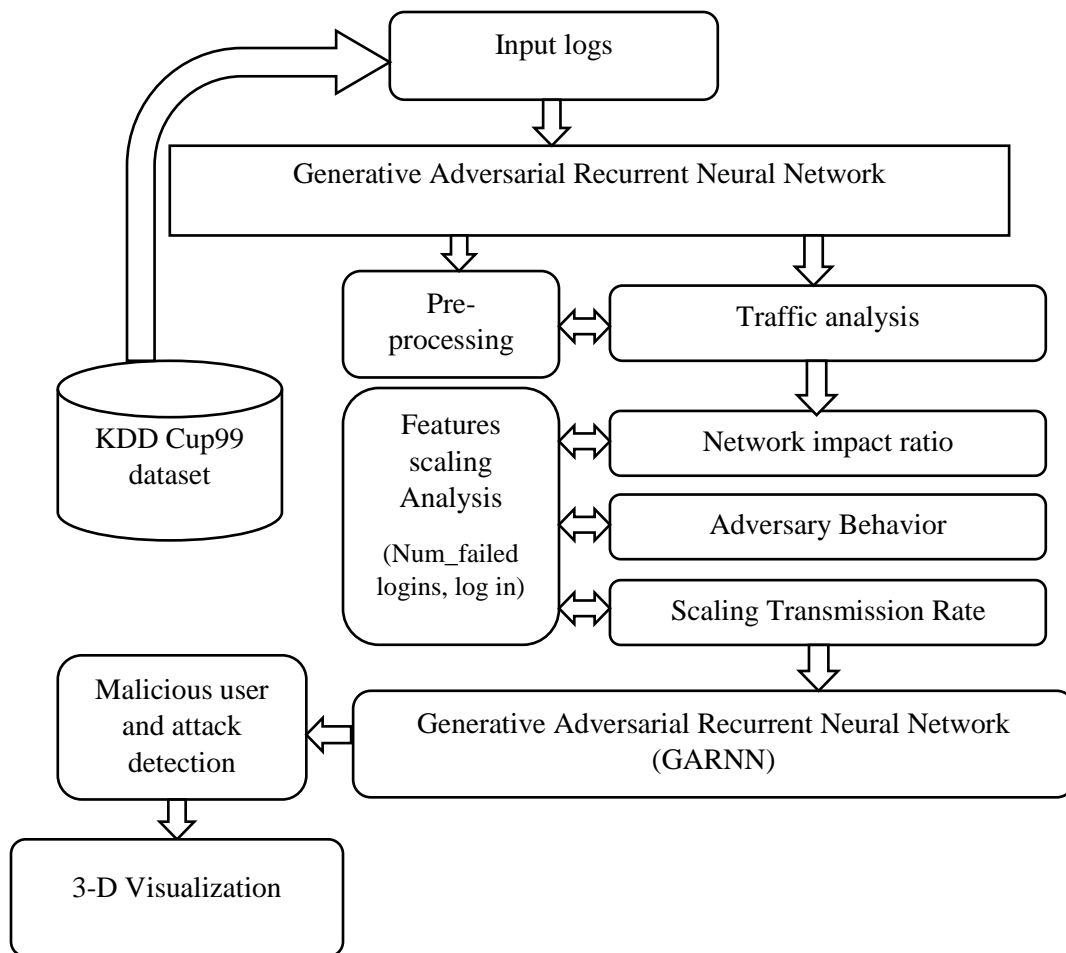 Input logs
Generative Adversarial Recurrent Neural Network
Pre-
processing
Traffic analysis
KDD Cup99
dataset
Features
scaling
Analysis
(Num_failed
logins, log in)
Network impact ratio
Adversary Behavior
Scaling Transmission Rate
Malicious user
and attack
detection
Generative Adversarial Recurrent Neural Network
(GARNN)
3-D Visualization